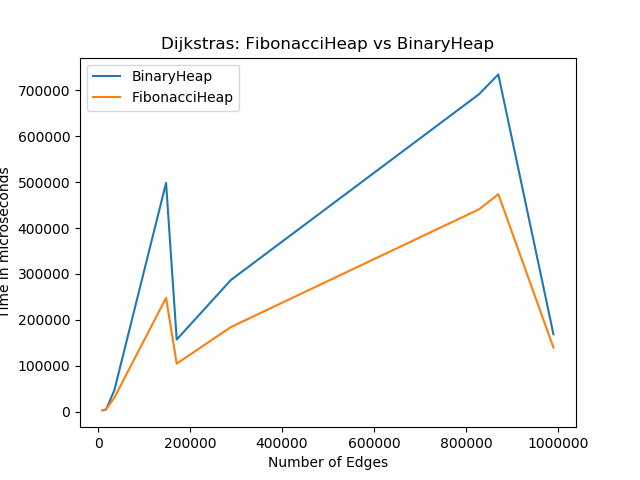 Dijkstras: FibonacciHeap vs BinaryHeap
BinaryHeap
FibonacciHeap
700000
600000
500000
400000
300000
200000
100000
0
Time in microseconds
0 200000 400000 600000 800000 1000000
Number of Edges